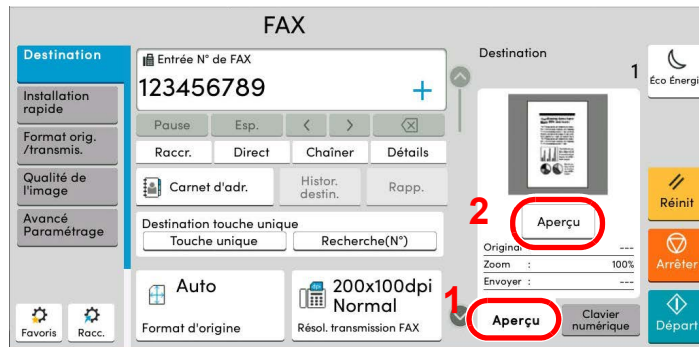 FAX
Destination
Installation
rapide
Format orig.
/transmis.
Qualité de
l'image
Avancé
Paramétrage
Favoris
Racc.
Entrée N° de FAX
123456789
+
Pause
Esp.
<
>
Raccr.
Direct
Chaîner
Détails
Carnet d'adr.
Histor.
destin.
Rapp.
Destination touche unique
Touche unique
Recherche(N°)
Auto
Format d'origine
200x100dpi
Normal
Résol. transmission FAX
Destination
1
2
Aperçu
Original ---
Zoom : 100%
Envoyer : ---
1
Aperçu
Clavier
numérique
Éco Énergi
Réinit
Arrêter
Départ